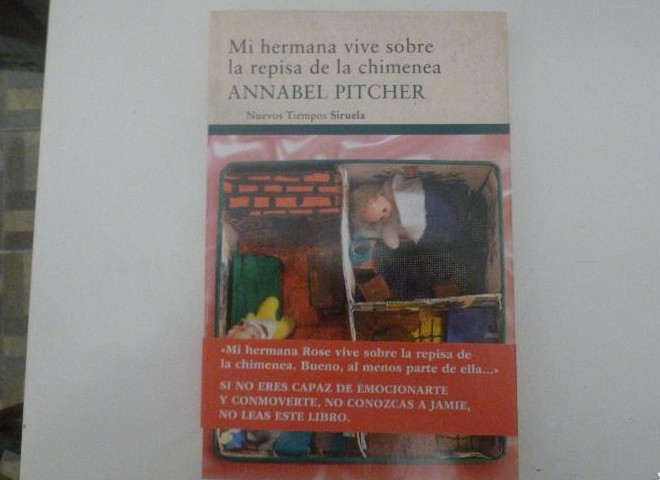 Mi hermana vive sobre
la repisa de la chimenea
ANNABEL PITCHER
Nuevos Tiempos Siruela
«Mi hermana Rose vive sobre la repisa de
la chimenea. Bueno, al menos parte de ella...»
SI NO ERES CAPAZ DE EMOCIONARTE
Y CONMOVERTE, NO CONOZCAS A JAMIE,
NO LEAS ESTE LIBRO.